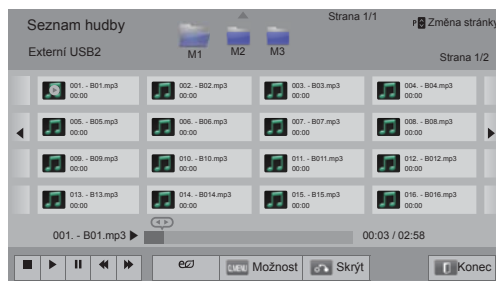 Seznam hudby
Strana 1/1
P Změna stránky
Externí USB2
M1 M2 M3
Strana 1/2
001. - B01.mp3
00:00
002. - B02.mp3
00:00
003. - B03.mp3
00:00
004. - B04.mp3
00:00
005. - B05.mp3
00:00
006. - B06.mp3
00:00
007. - B07.mp3
00:00
008. - B08.mp3
00:00
009. - B09.mp3
00:00
010. - B10.mp3
00:00
011. - B011.mp3
00:00
012. - B012.mp3
00:00
013. - B13.mp3
00:00
014. - B014.mp3
00:00
015. - B15.mp3
00:00
016. - B016.mp3
00:00
001. - B01.mp3
00:03 / 02:58
Q.MENU Možnost
Skrýt
Konec